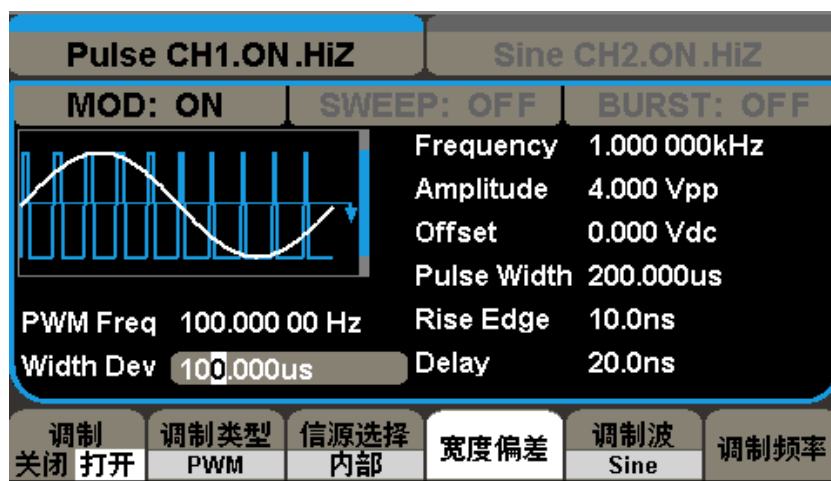 Pulse CH1.ON.HiZ Sine CH2.ON.HiZ
MOD: ON SWEEP: OFF BURST: OFF
Frequency 1.000 000kHz
Amplitude 4.000 Vpp
Offset 0.000 Vdc
Pulse Width 200.000us
PWM Freq 100.000 00 Hz Rise Edge 10.0ns
Width Dev 100.000us Delay 20.0ns
调制 调制类型 信源选择 宽度偏差 调制波 调制频率
关闭 打开 PWM 内部 Sine